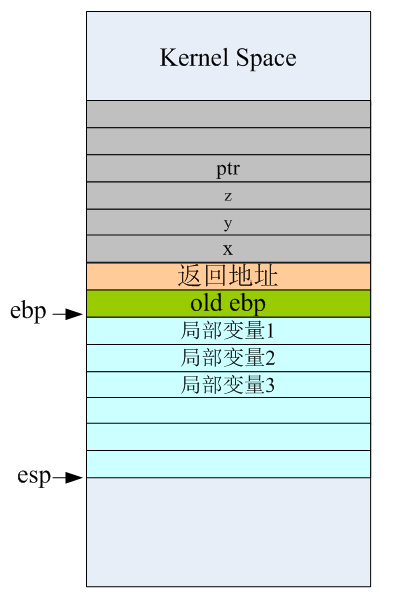 Kernel Space
ptr
z
y
x
返回地址
old ebp
ebp
局部变量1
局部变量2
局部变量3
esp